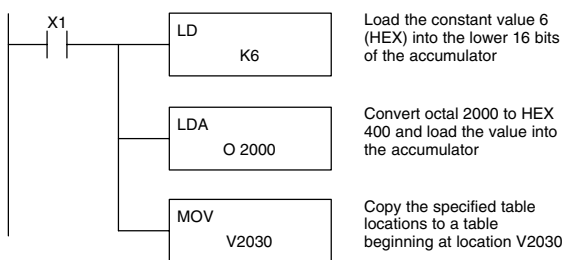 X1
LD
K6
Load the constant value 6
(HEX) into the lower 16 bits
of the accumulator
LDA
O 2000
Convert octal 2000 to HEX
400 and load the value into
the accumulator
MOV
V2030
Copy the specified table
locations to a table
beginning at location V2030